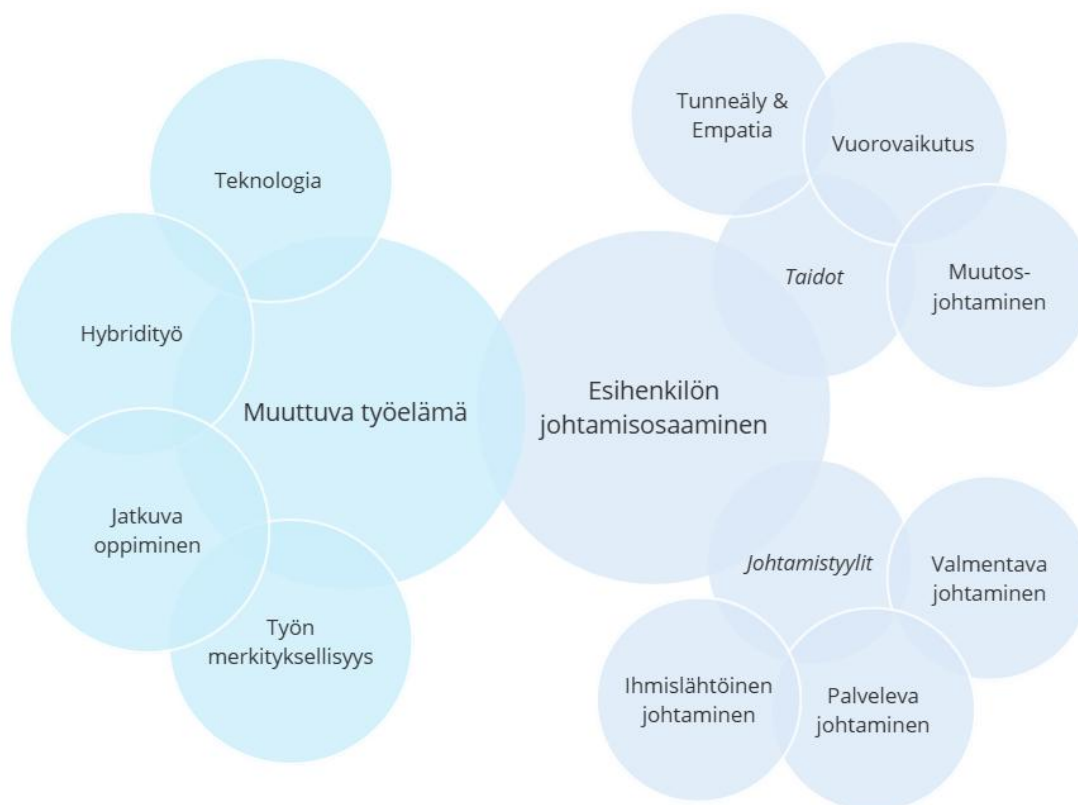 Teknologia
Hybridityö
Muuttuva työelämä
Jatkuva
oppiminen
Työn
merkityksellisyys
Esihenkilön
johtamisosaaminen
Tunneäly &
Empatia
Vuorovaikutus
Taidot
Muutos-
johtaminen
Johtamistyylit
Valmentava
johtaminen
Palveleva
johtaminen
Ihmislähtöinen
johtaminen